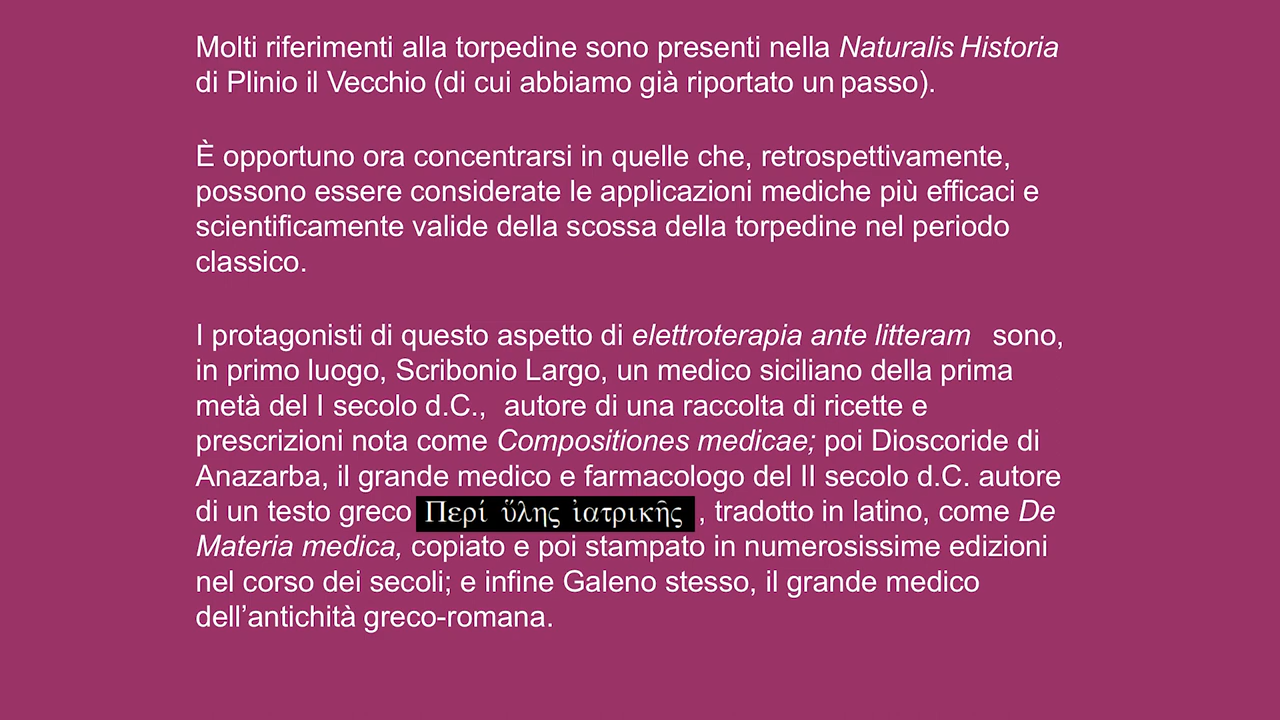 Molti riferimenti alla torpedine sono presenti nella Naturalis Historia
di Plinio il Vecchio (di cui abbiamo già riportato un passo).
È opportuno ora concentrarsi in quelle che, retrospettivamente,
possono essere considerate le applicazioni mediche più efficaci e
scientificamente valide della scossa della torpedine nel periodo
classico.
I protagonisti di questo aspetto di elettroterapia ante litteram sono,
in primo luogo, Scribonio Largo, un medico siciliano della prima
metà del I secolo d.C., autore di una raccolta di ricette e
prescrizioni nota come Compositiones medicae; poi Dioscoride di
Anazarba, il grande medico e farmacologo del II secolo d.C. autore
di un testo greco Περί ὕλης ἰατρικῆς , tradotto in latino, come De
Materia medica, copiato e poi stampato in numerosissime edizioni
nel corso dei secoli; e infine Galeno stesso, il grande medico
dell’antichità greco-romana.